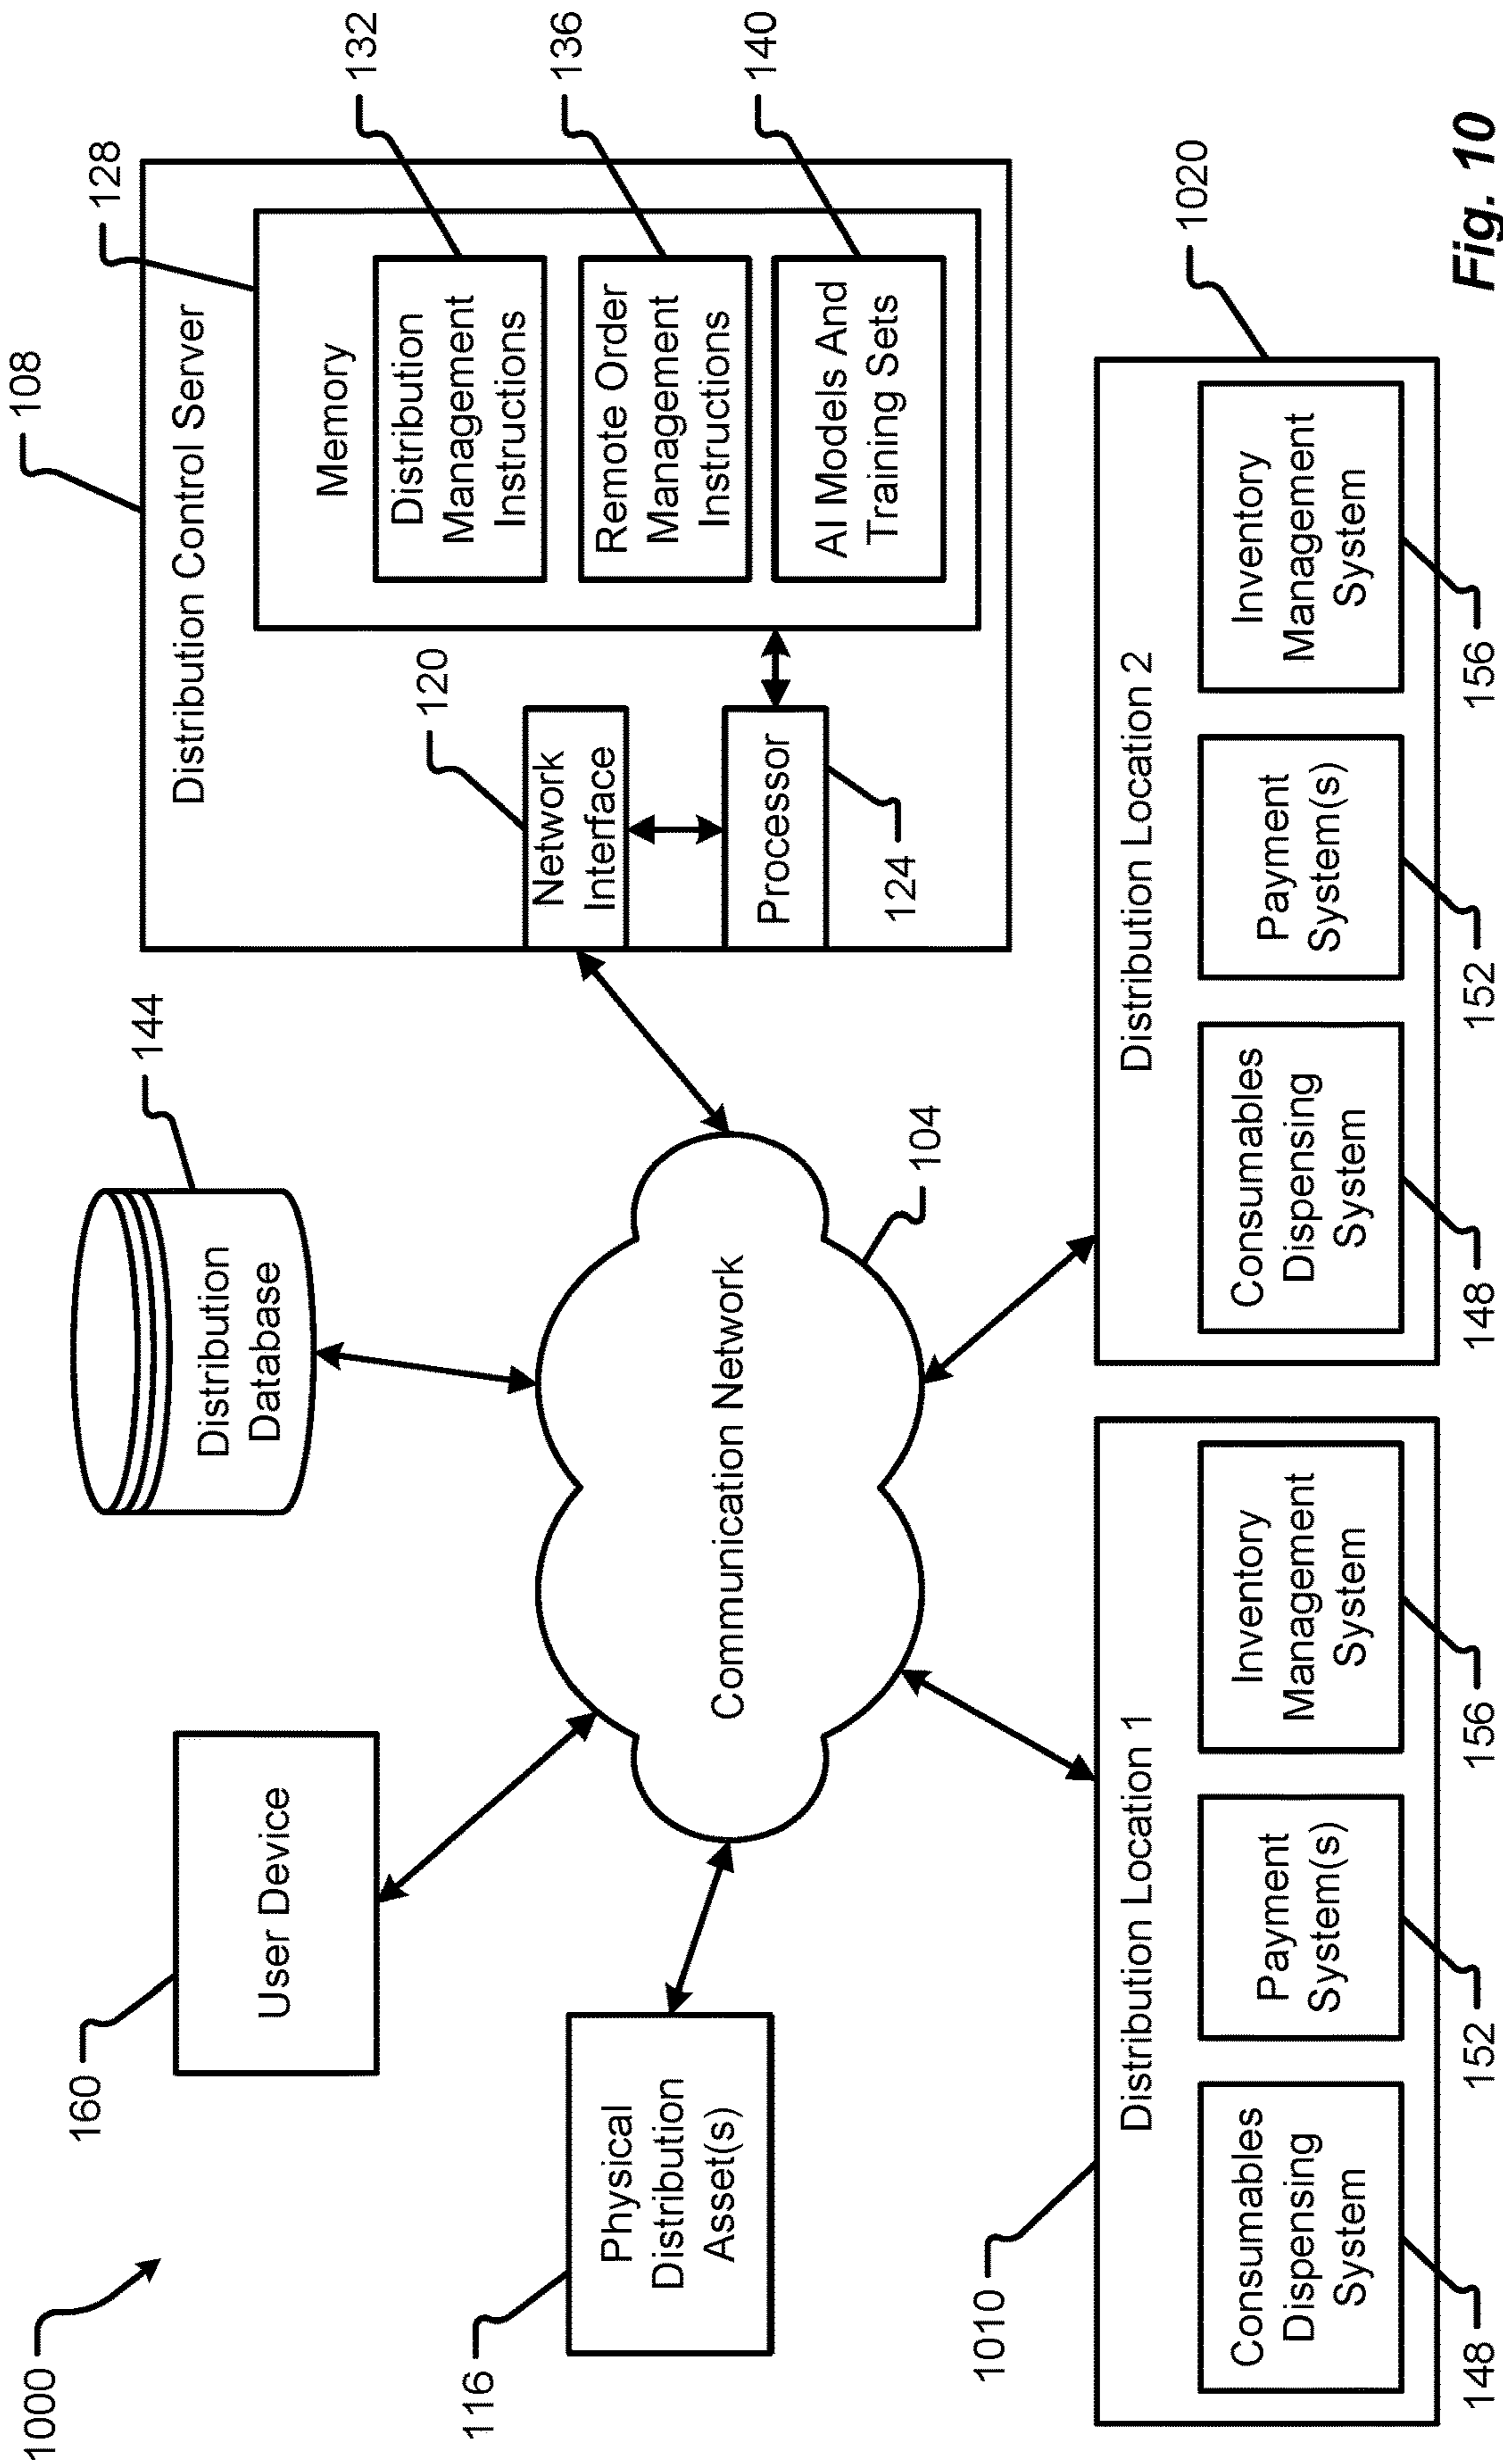 1000
160
User Device
144
Distribution
Database
108
Distribution Control Server
128
Memory
132
Distribution
Management
Instructions
136
Remote Order
Management
Instructions
140
AI Models And
Training Sets
120
Network
Interface
Processor
124
116
Physical
Distribution
Asset(s)
Communication Network
104
1010
Distribution Location 1
Consumables
Dispensing
System
148
Payment
System(s)
152
Inventory
Management
System
156
1020
Distribution Location 2
Consumables
Dispensing
System
148
Payment
System(s)
152
Inventory
Management
System
156
Fig. 10